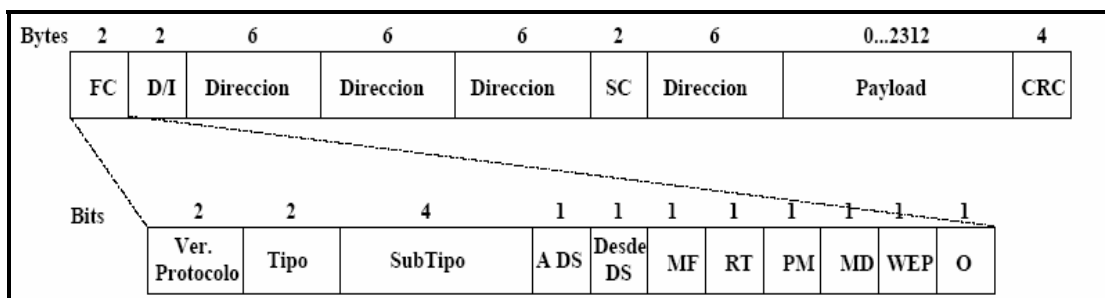 Bytes 2 2 6 6 6 2 6 0...2312 4
FC D/I Direccion Direccion Direccion SC Direccion Payload CRC
Bits 2 2 4 1 1 1 1 1 1 1 1
Ver. Protocolo Tipo SubTipo A DS Desde DS MF RT PM MD WEP O